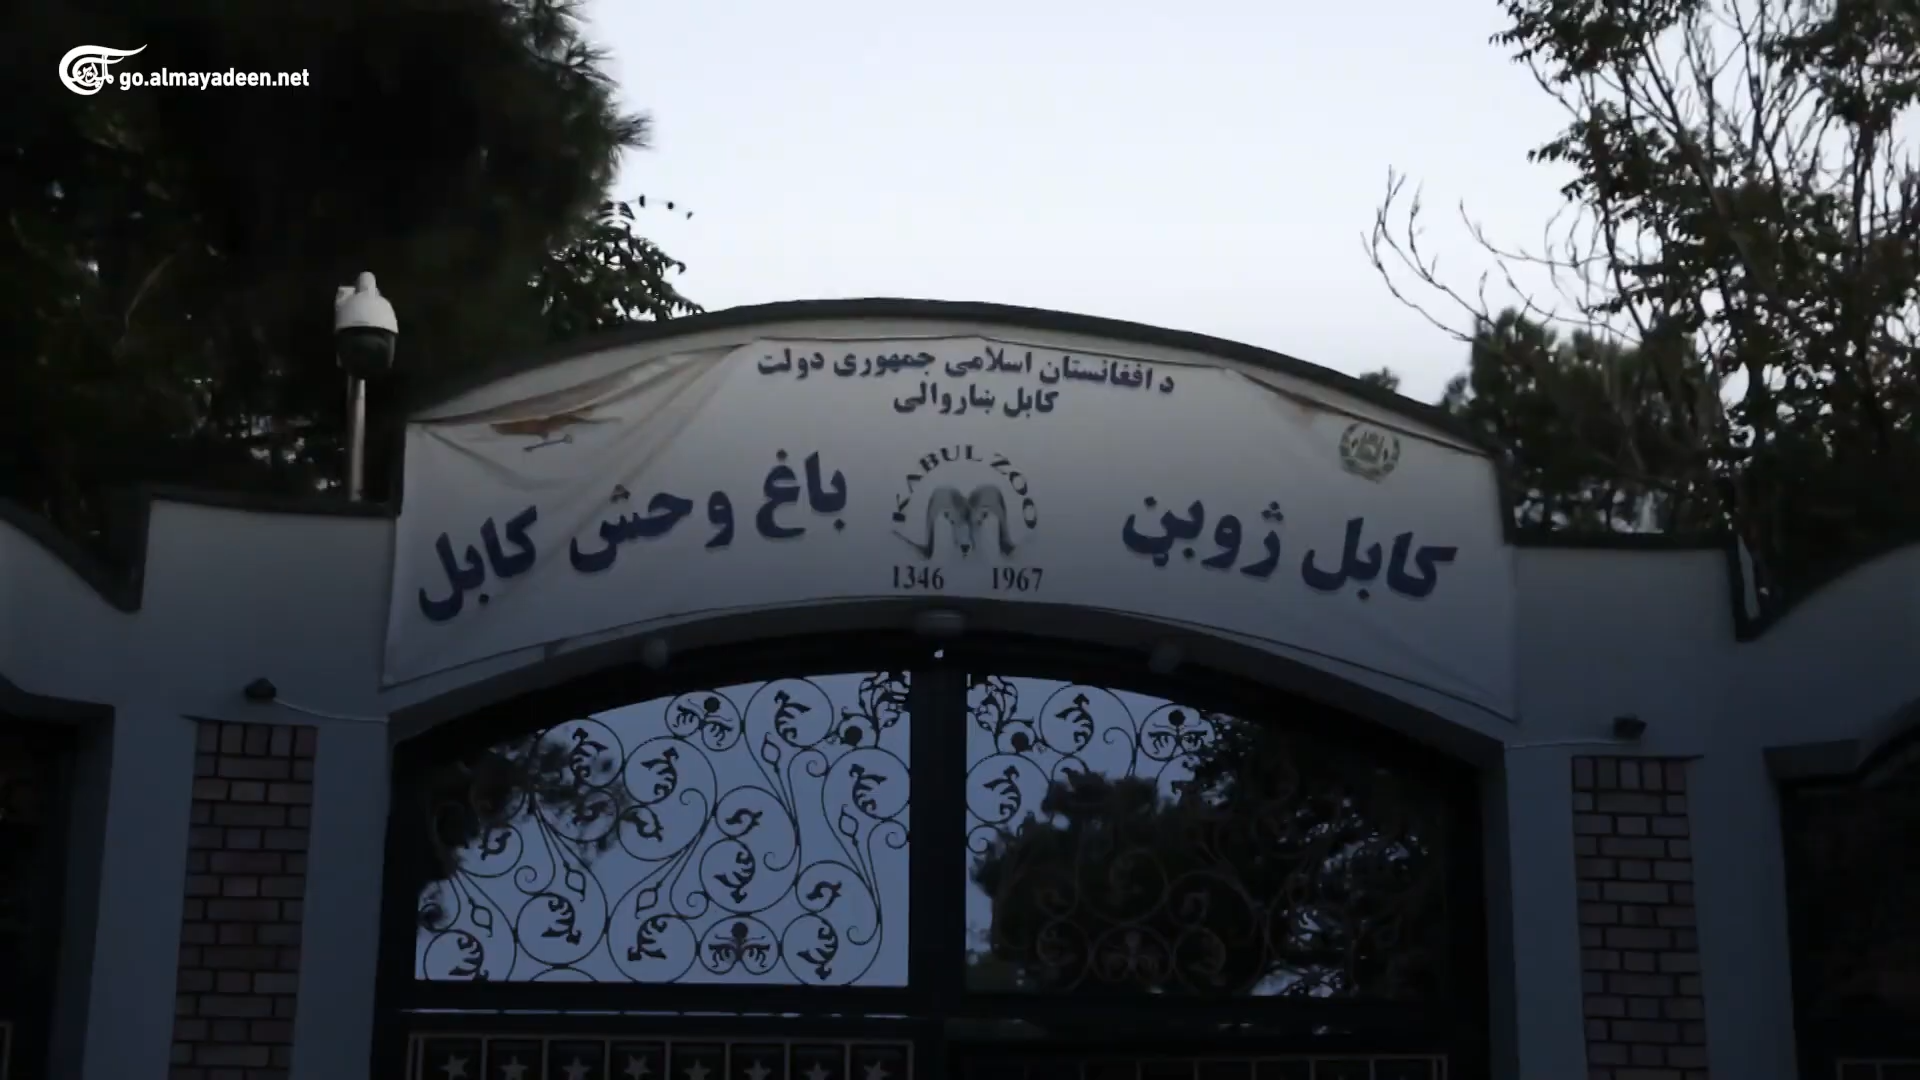 go.almayadeen.net
د افغانستان اسلامی جمهوری دولت
کابل ښاروالی
کابل ژوبڼ
KABUL ZOO
1346 1967
باغ وحش کابل